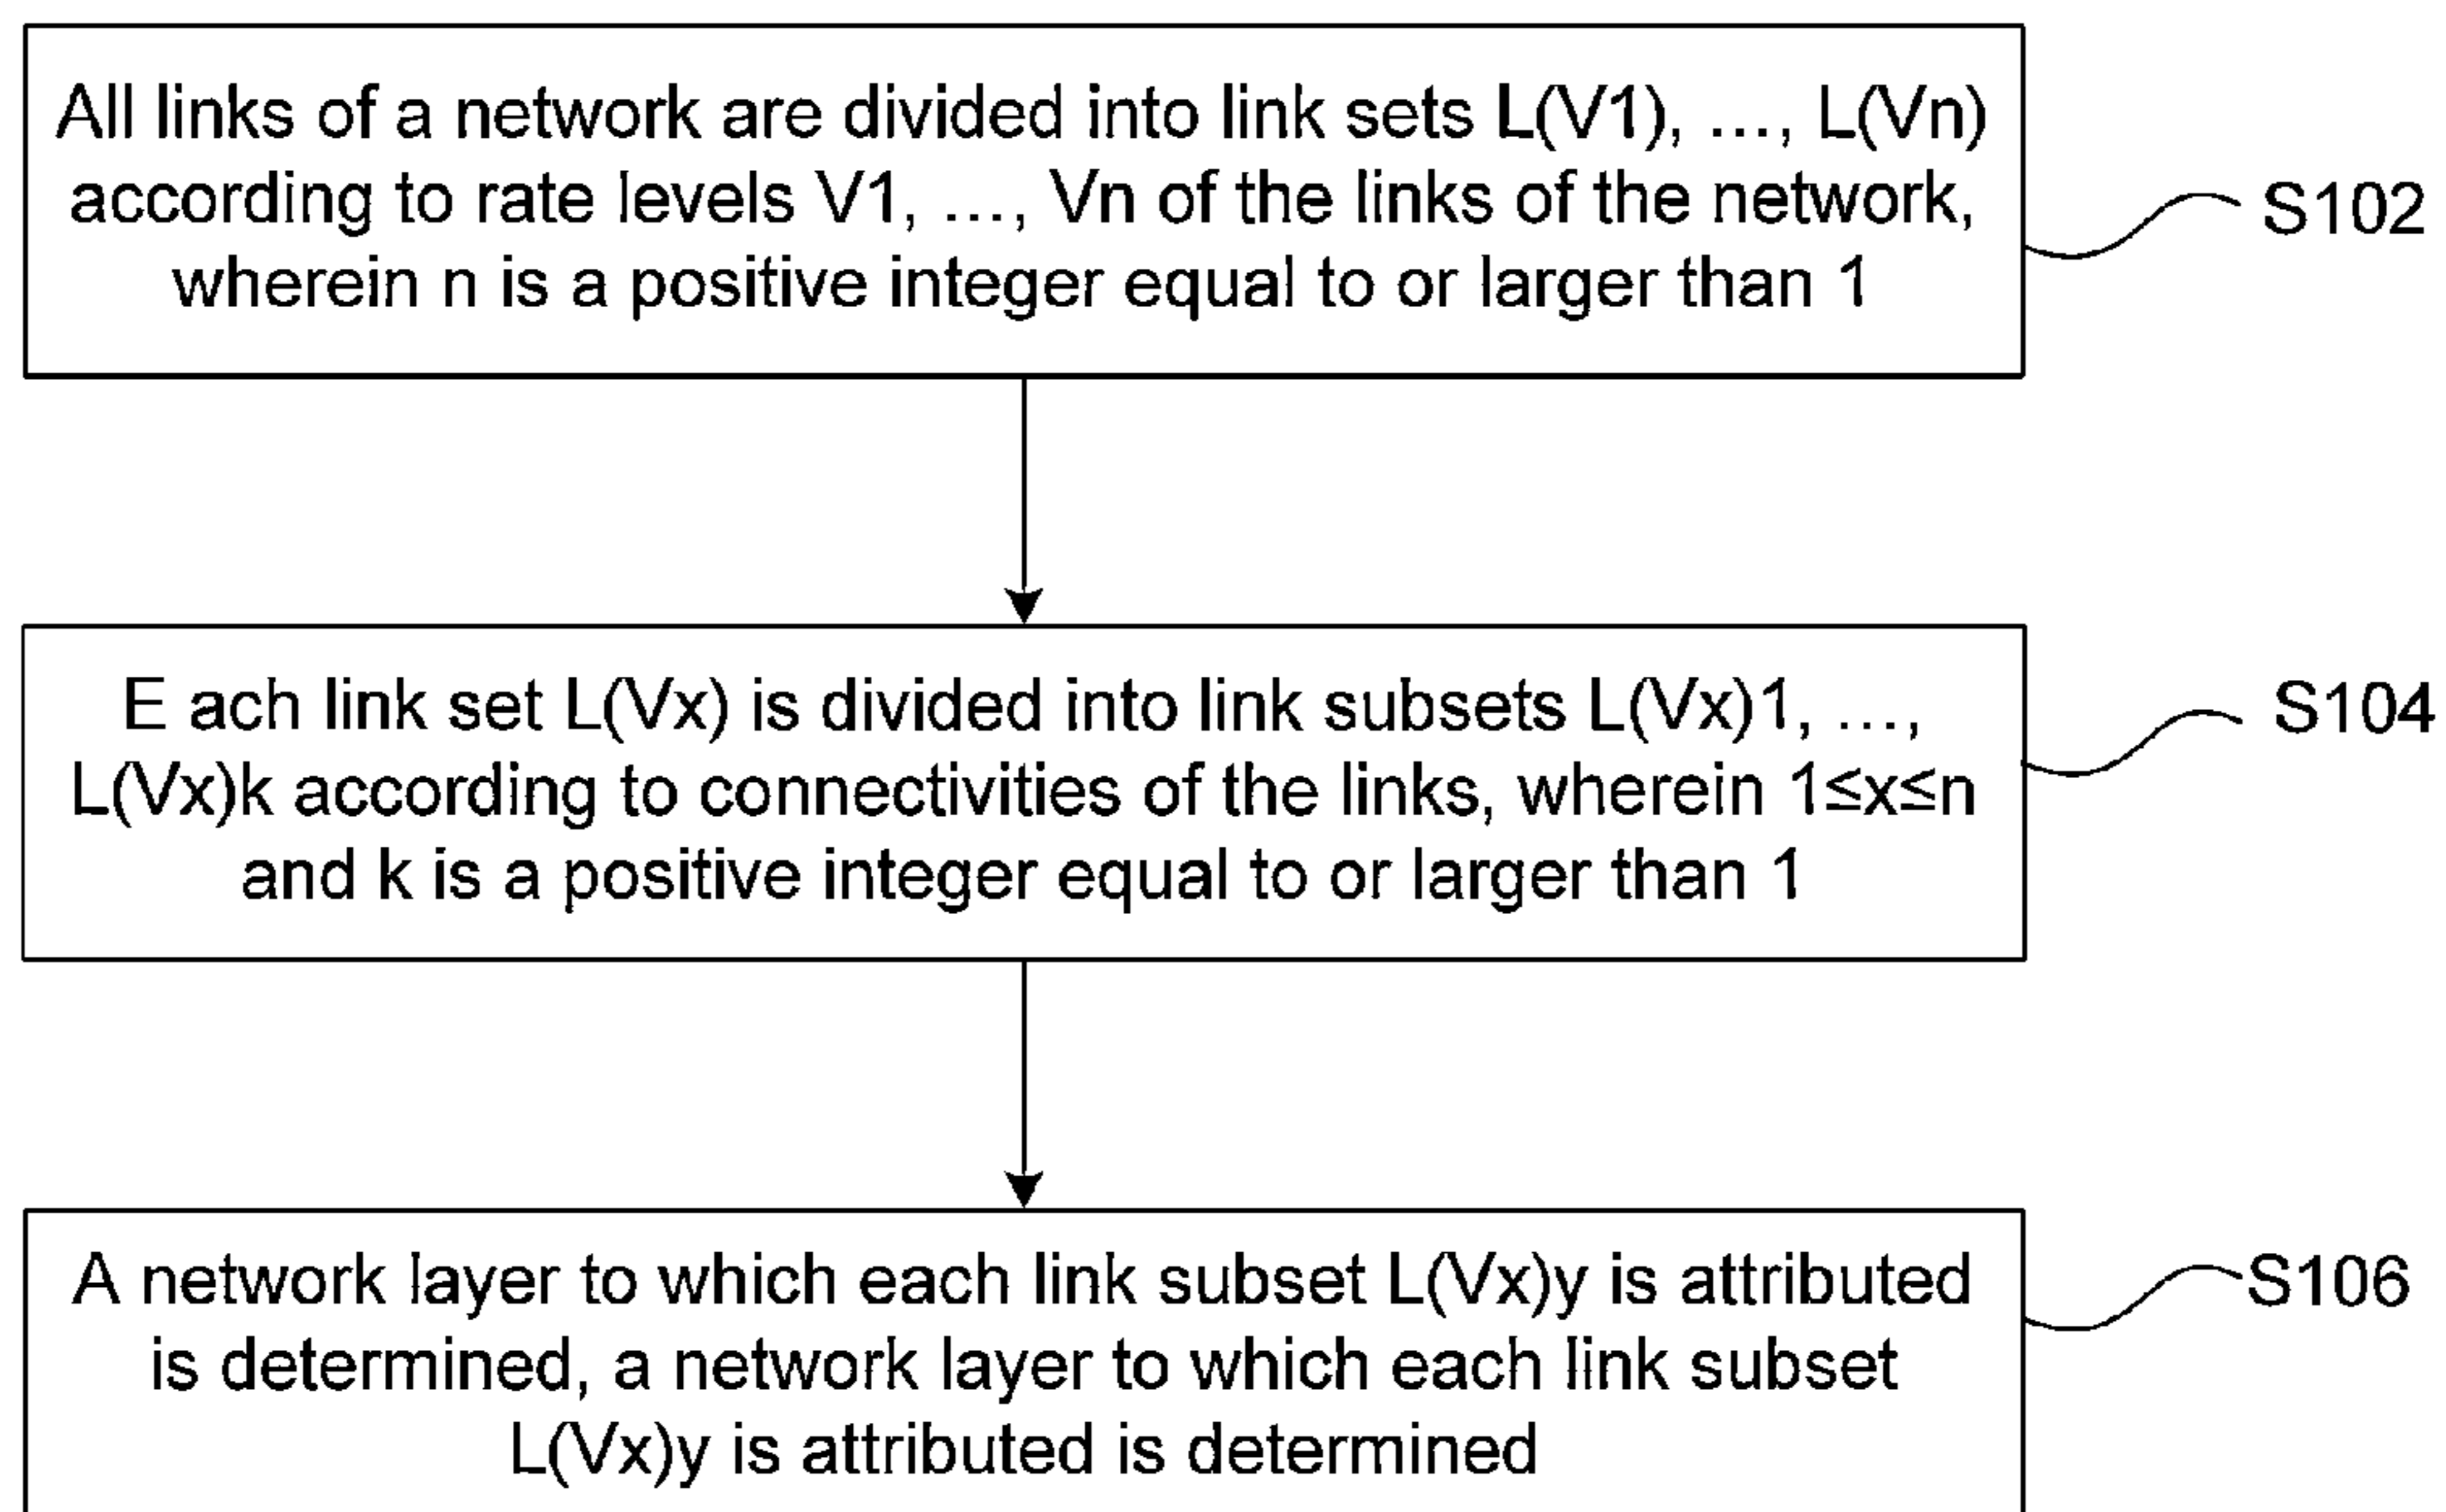 All links of a network are divided into link sets L(V1), ..., L(Vn)
according to rate levels V1, ..., Vn of the links of the network,
wherein n is a positive integer equal to or larger than 1
S102
E ach link set L(Vx) is divided into link subsets L(Vx)1, ...,
L(Vx)k according to connectivities of the links, wherein 1≤x≤n
and k is a positive integer equal to or larger than 1
S104
A network layer to which each link subset L(Vx)y is attributed
is determined, a network layer to which each link subset
L(Vx)y is attributed is determined
S106